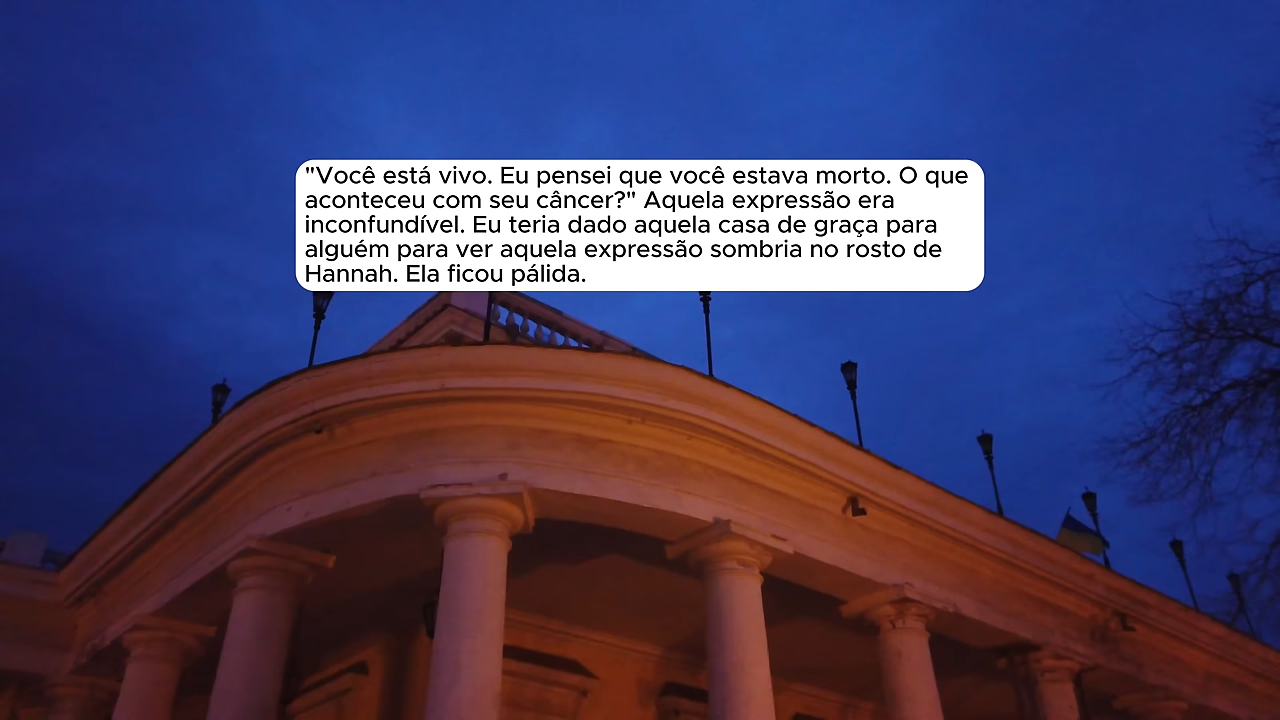 "Você está vivo. Eu pensei que você estava morto. O que
aconteceu com seu câncer?" Aquela expressão era
inconfundível. Eu teria dado aquela casa de graça para
alguém para ver aquela expressão sombria no rosto de
Hannah. Ela ficou pálida.